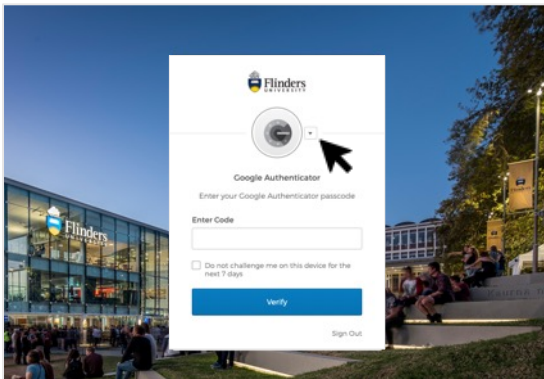 Flinders
UNIVERSITY
Google Authenticator
Enter your Google Authenticator passcode
Enter Code
Do not challenge me on this device for the
next 7 days
Verify
Sign Out
Flinders
UNIVERSITY